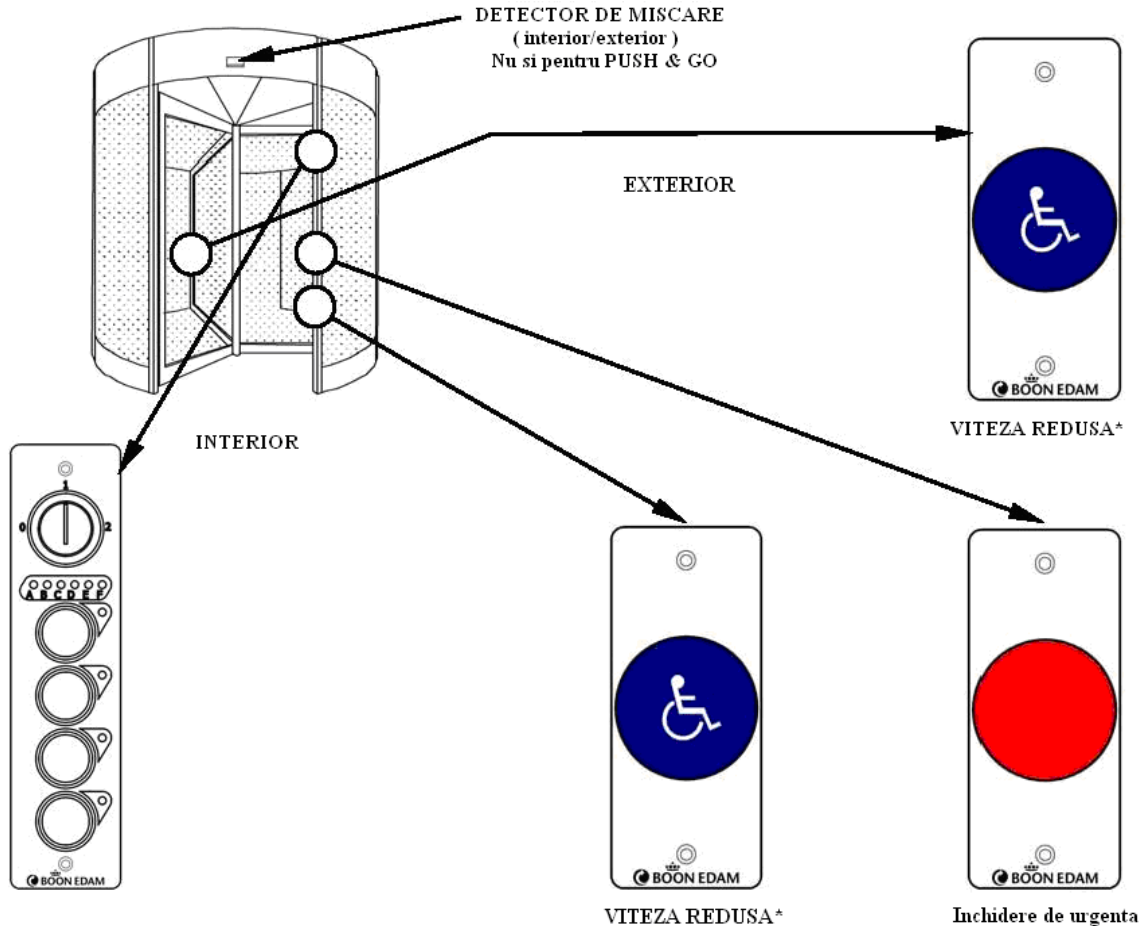 DETECTOR DE MISCARE
( interior/exterior )
Nu si pentru PUSH & GO
EXTERIOR
BOON EDAM
VITEZA REDUSA*
INTERIOR
1
0 2
A B C D E F
BOON EDAM
BOON EDAM
VITEZA REDUSA*
BOON EDAM
Inchidere de urgenta